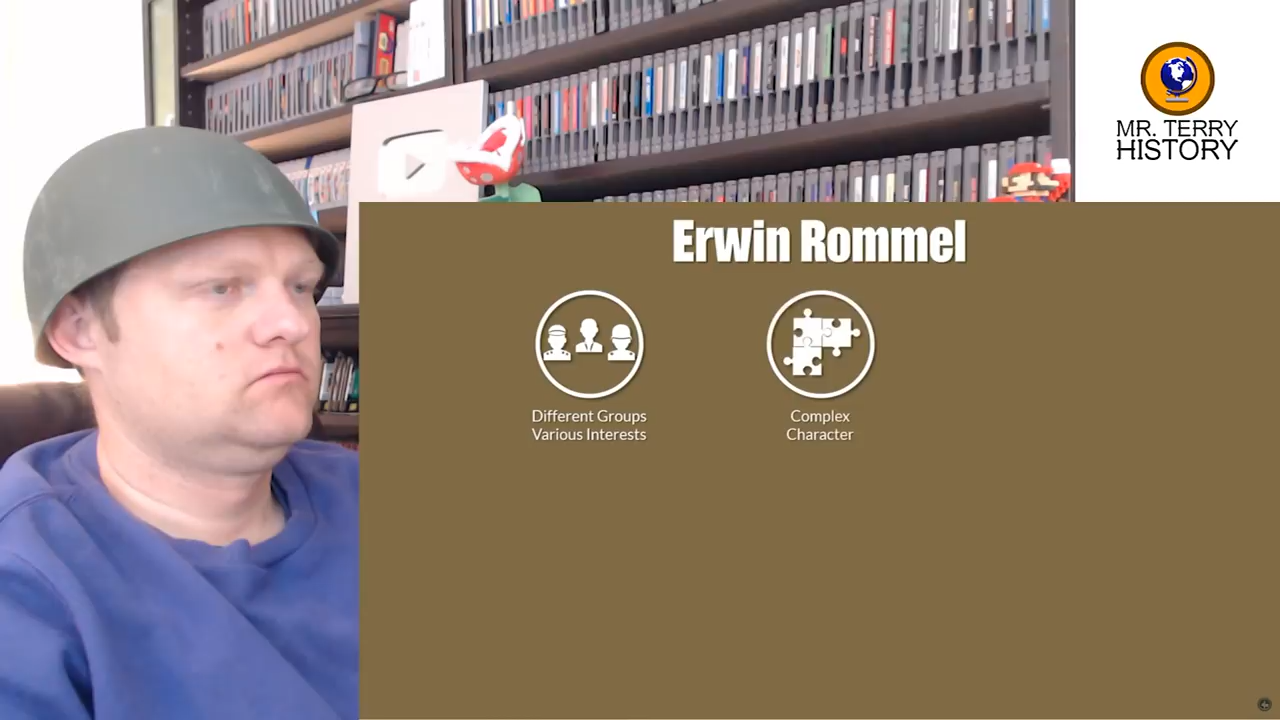 MR. TERRY
HISTORY
Erwin Rommel
Different Groups
Various Interests
Complex
Character